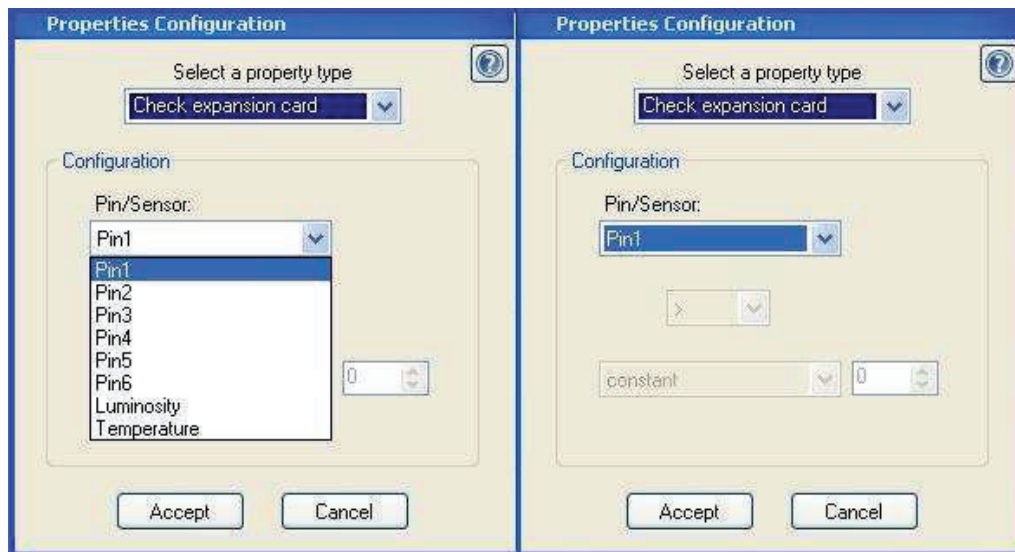 Properties Configuration
Select a property type
Check expansion card
Configuration
Pin/Sensor:
Pin1
Pin1
Pin2
Pin3
Pin4
Pin5
Pin6
Luminosity
Temperature
0
Accept Cancel
Properties Configuration
Select a property type
Check expansion card
Configuration
Pin/Sensor:
Pin1
>
constant 0
Accept Cancel